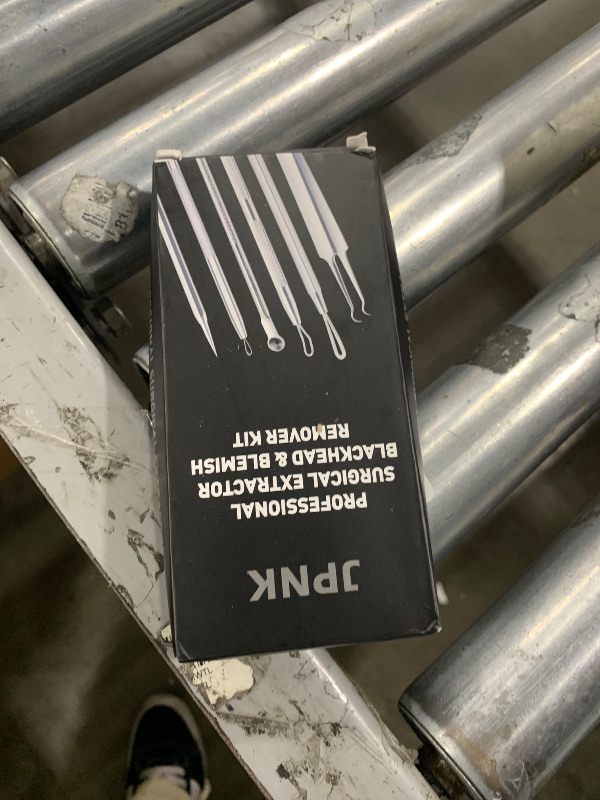 JPNK
PROFESSIONAL
SURGICAL EXTRACTOR
BLACKHEAD & BLEMISH
REMOVER KIT